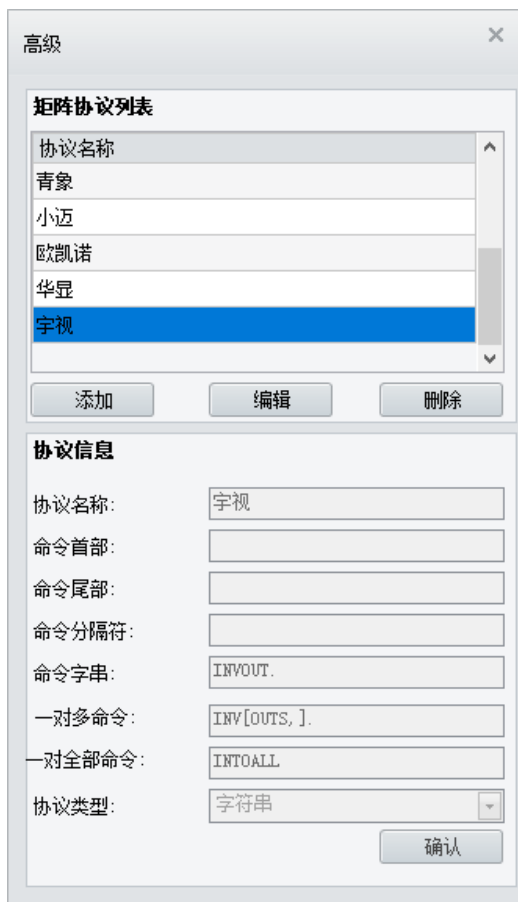 高级
矩阵协议列表
协议名称
青象
小迈
欧凯诺
华显
宇视
添加 编辑 删除
协议信息
协议名称: 宇视
命令首部:
命令尾部:
命令分隔符:
命令字串: INVOUT.
一对多命令: INV[OUTS,].
一对全部命令: INTOALL
协议类型: 字符串
确认